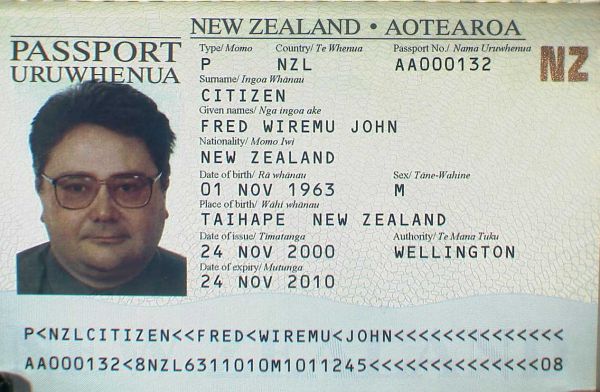 NEW ZEALAND • AOTEAROA
PASSPORT
URUWHENUA
Type/ Momo Country/ Te Whenua Passport No./ Nama Uruwhenua
P NZL AA000132 NZ
Surname/ Ingoa Whānau
CITIZEN
Given names/ Nga ingoa ake
FRED WIREMU JOHN
Nationality/ Momo Iwi
NEW ZEALAND
Date of birth/ Rā whānau Sex/ Tāne-Wahine
01 NOV 1963 M
Place of birth/ Wāhi whānau
TAIHAPE NEW ZEALAND
Date of issue/ Timatanga Authority/ Te Mana Tuku
24 NOV 2000 WELLINGTON
Date of expiry/ Mutunga
24 NOV 2010
P<NZLCITIZEN<<FRED<WIREMU<JOHN<<<<<<<<<<<<<<
AA000132<8NZL6311010M1011245<<<<<<<<<<<<<<08